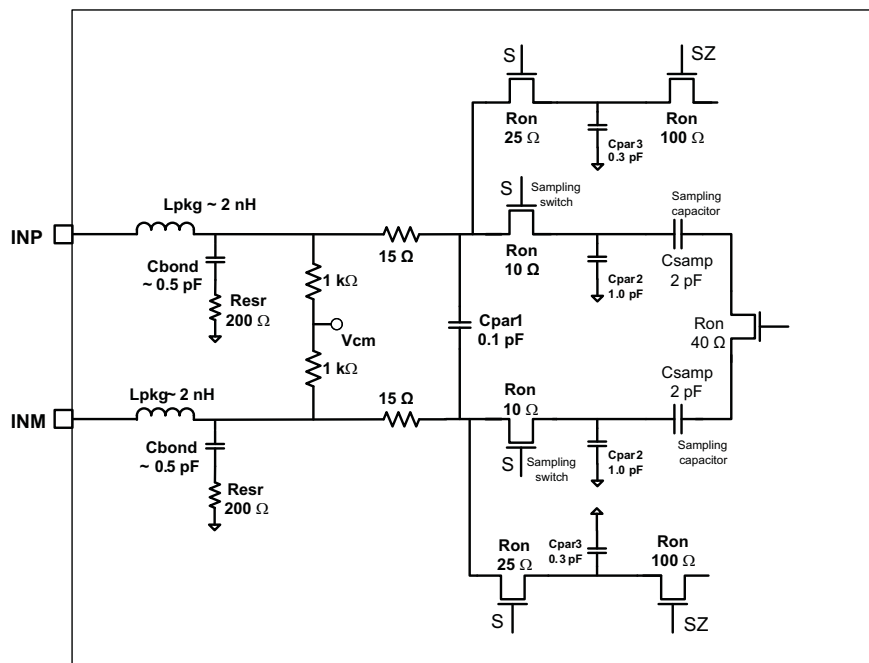 S
SZ
Ron
25 Ω
Cpar3
0.3 pF
Ron
100 Ω
S
Sampling
switch
Sampling
capacitor
Lpkg ~ 2 nH
INP
15 Ω
Ron
10 Ω
Cpar2
1.0 pF
Csamp
2 pF
Cbond
~ 0.5 pF
1 kΩ
Resr
200 Ω
Vcm
Cpar1
0.1 pF
Ron
40 Ω
1 kΩ
Lpkg~ 2 nH
15 Ω
Ron
10 Ω
Csamp
2 pF
INM
Cbond
~ 0.5 pF
S
Sampling
switch
Cpar2
1.0 pF
Sampling
capacitor
Resr
200 Ω
Ron
25 Ω
Cpar3
0.3 pF
Ron
100 Ω
S
SZ